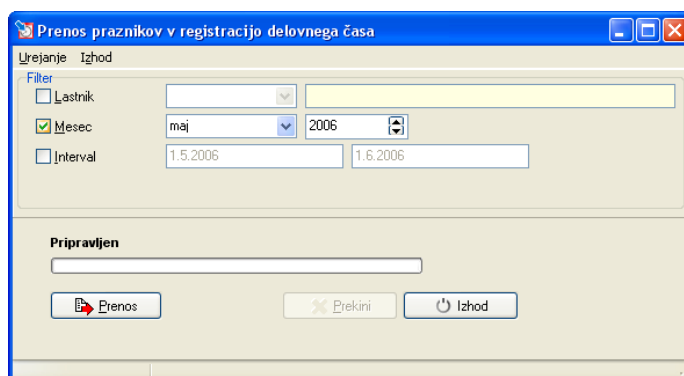 Prenos praznikov v registracijo delovnega časa
Urejanje Izhod
Filter
Lastnik
Mesec maj 2006
Interval 1.5.2006 1.6.2006
Pripravljen
Prenos Prekini Izhod